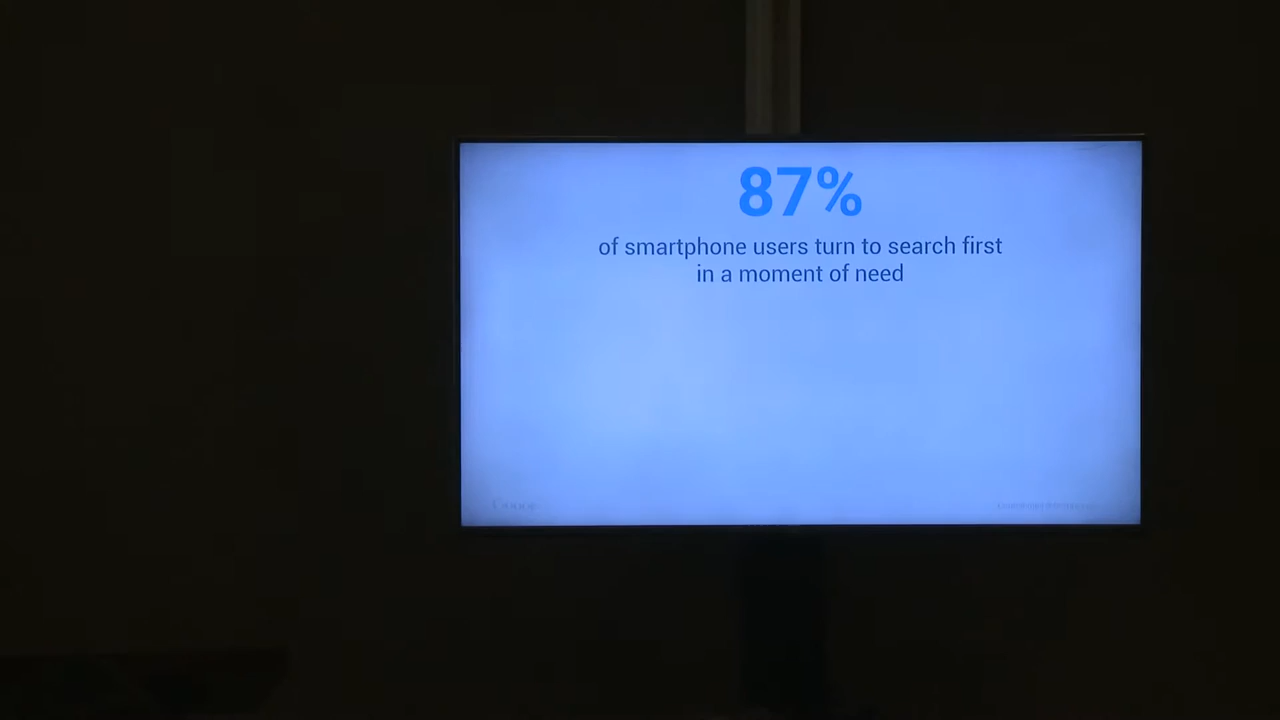 87%
of smartphone users turn to search first
in a moment of need